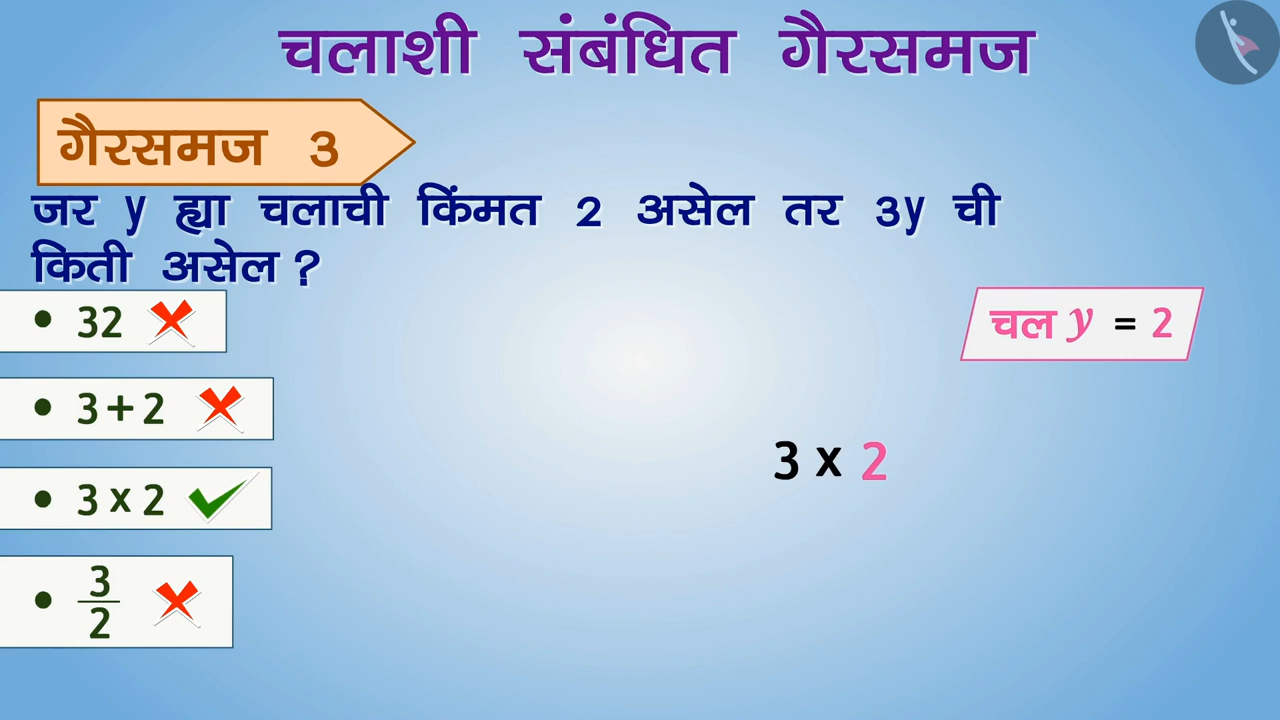 चलाशी संबंधित गैरसमज
गैरसमज 3
जर y ह्या चलाची किंमत 2 असेल तर 3y ची
किती असेल ?
• 32
• 3+2
• 3 x 2
• 3
2
चल y = 2
3 x 2